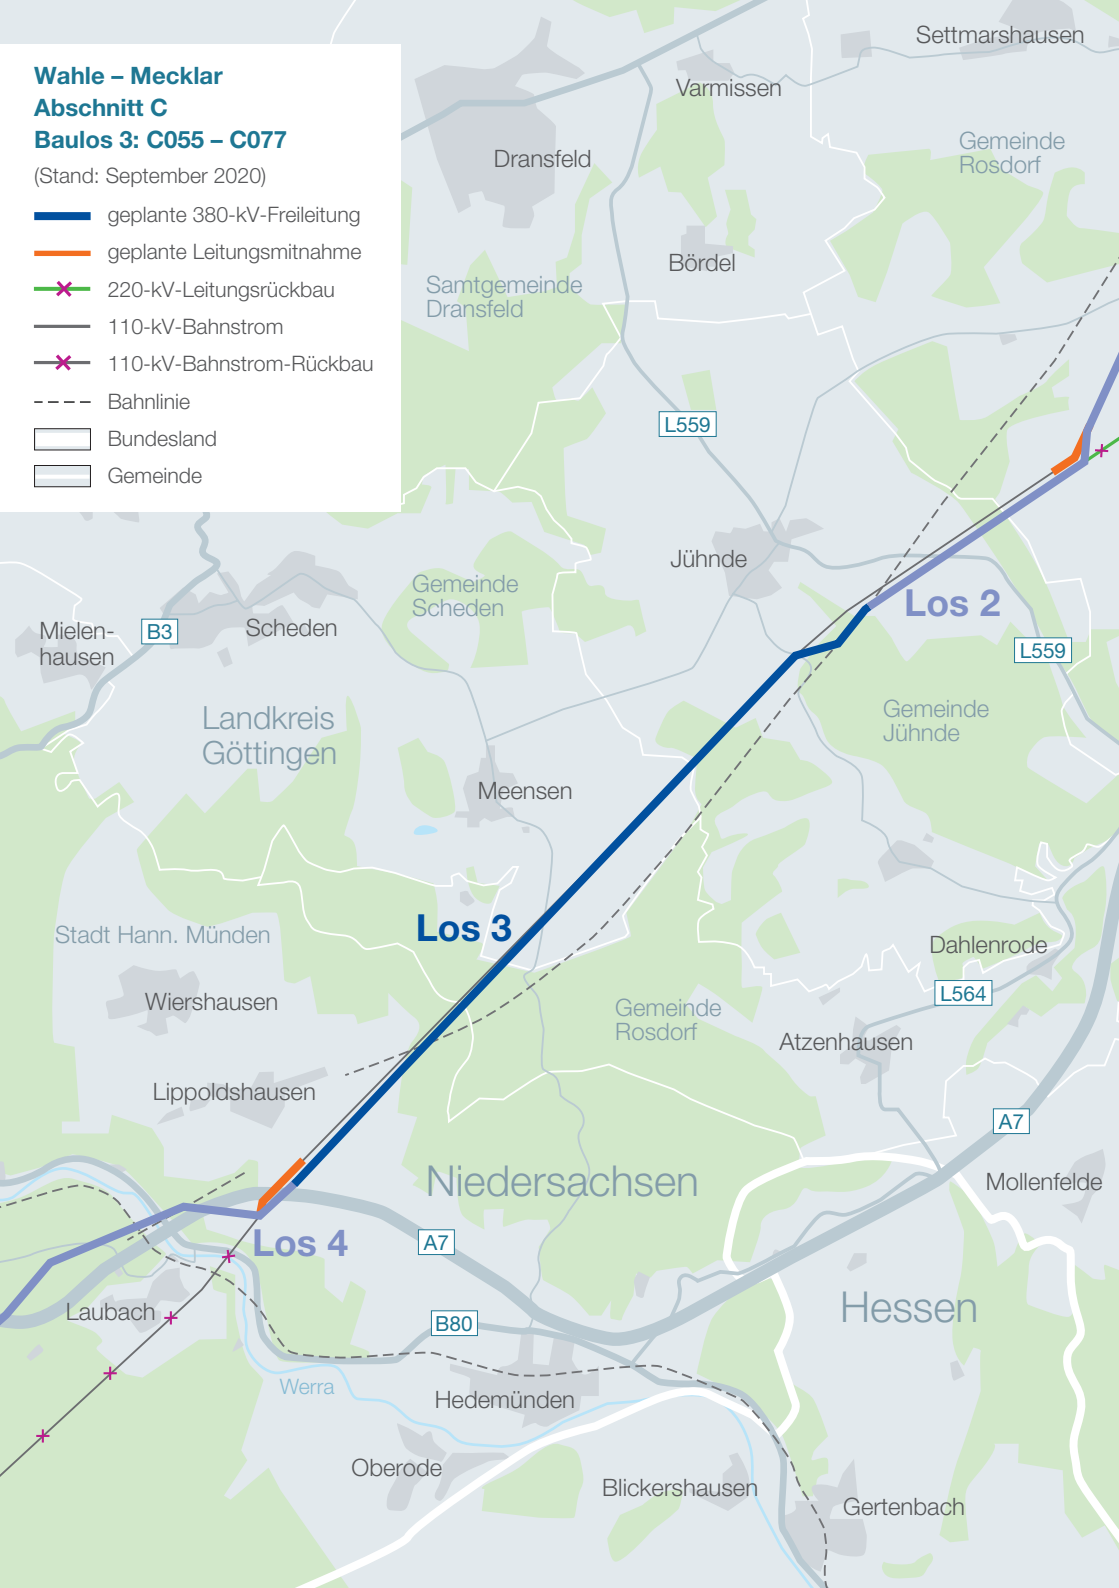 Wahle – Mecklar
Abschnitt C
Baulos 3: C055 – C077
(Stand: September 2020)
geplante 380-kV-Freileitung
geplante Leitungsmitnahme
220-kV-Leitungsrückbau
110-kV-Bahnstrom
110-kV-Bahnstrom-Rückbau
Bahnlinie
Bundesland
Gemeinde
Settmarshausen
Varmissen
Dransfeld
Gemeinde
Rosdorf
Bördel
Samtgemeinde
Dransfeld
L559
Jühnde
Gemeinde
Scheden
Los 2
Mielen-
hausen
B3
Scheden
L559
Landkreis
Göttingen
Gemeinde
Jühnde
Meensen
Los 3
Stadt Hann. Münden
Dahlenrode
Wiershausen
L564
Gemeinde
Rosdorf
Atzenhausen
Lippoldshausen
A7
Niedersachsen
Mollenfelde
Los 4
A7
Laubach
B80
Hessen
Werra
Hedemünden
Oberode
Blickershausen
Gertenbach